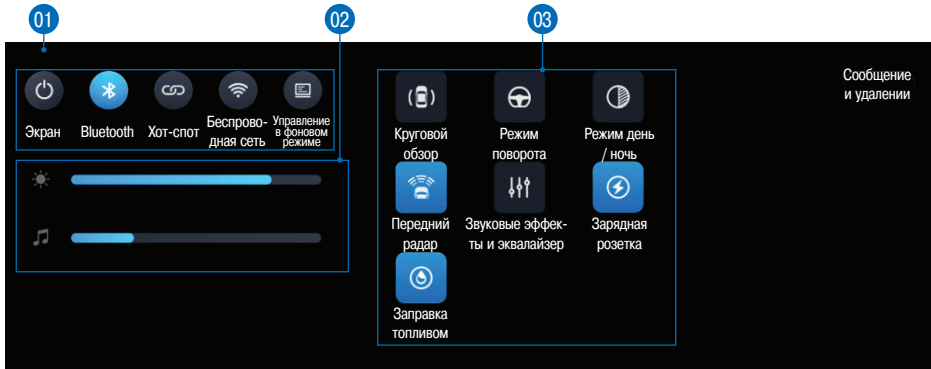 01
02
03
Экран
Bluetooth
Хот-спот
Беспрово-
дная сеть
Управление
в фоновом
режиме
Круговой
обзор
Режим
поворота
Режим день
/ ночь
Сообщение
и удалении
Передний
радар
Звуковые эффек-
ты и эквалайзер
Зарядная
розетка
Заправка
топливом